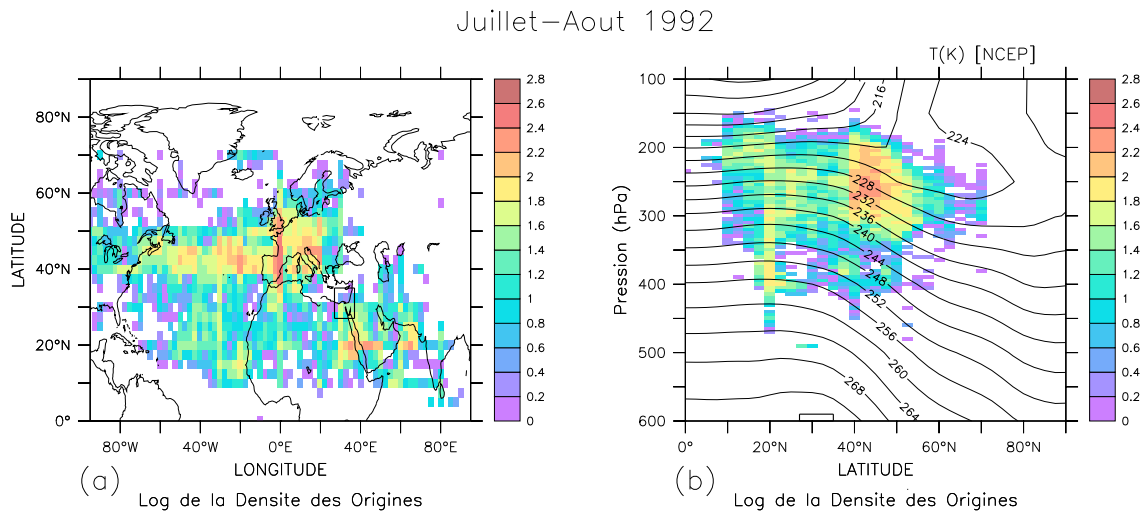 Juillet-Aout 1992
T(K) [NCEP]
80°N
60°N
40°N
20°N
0°
LATITUDE
80°W
40°W
0°E
40°E
80°E
LONGITUDE
2.8
2.6
2.4
2.2
2
1.8
1.6
1.4
1.2
1
0.8
0.6
0.4
0.2
0
(a)
Log de la Densite des Origines
100
200
300
400
500
600
Pression (hPa)
216
224
228
232
236
240
244
248
252
256
260
264
268
0°
20°N
40°N
60°N
80°N
LATITUDE
2.8
2.6
2.4
2.2
2
1.8
1.6
1.4
1.2
1
0.8
0.6
0.4
0.2
0
(b)
Log de la Densite des Origines